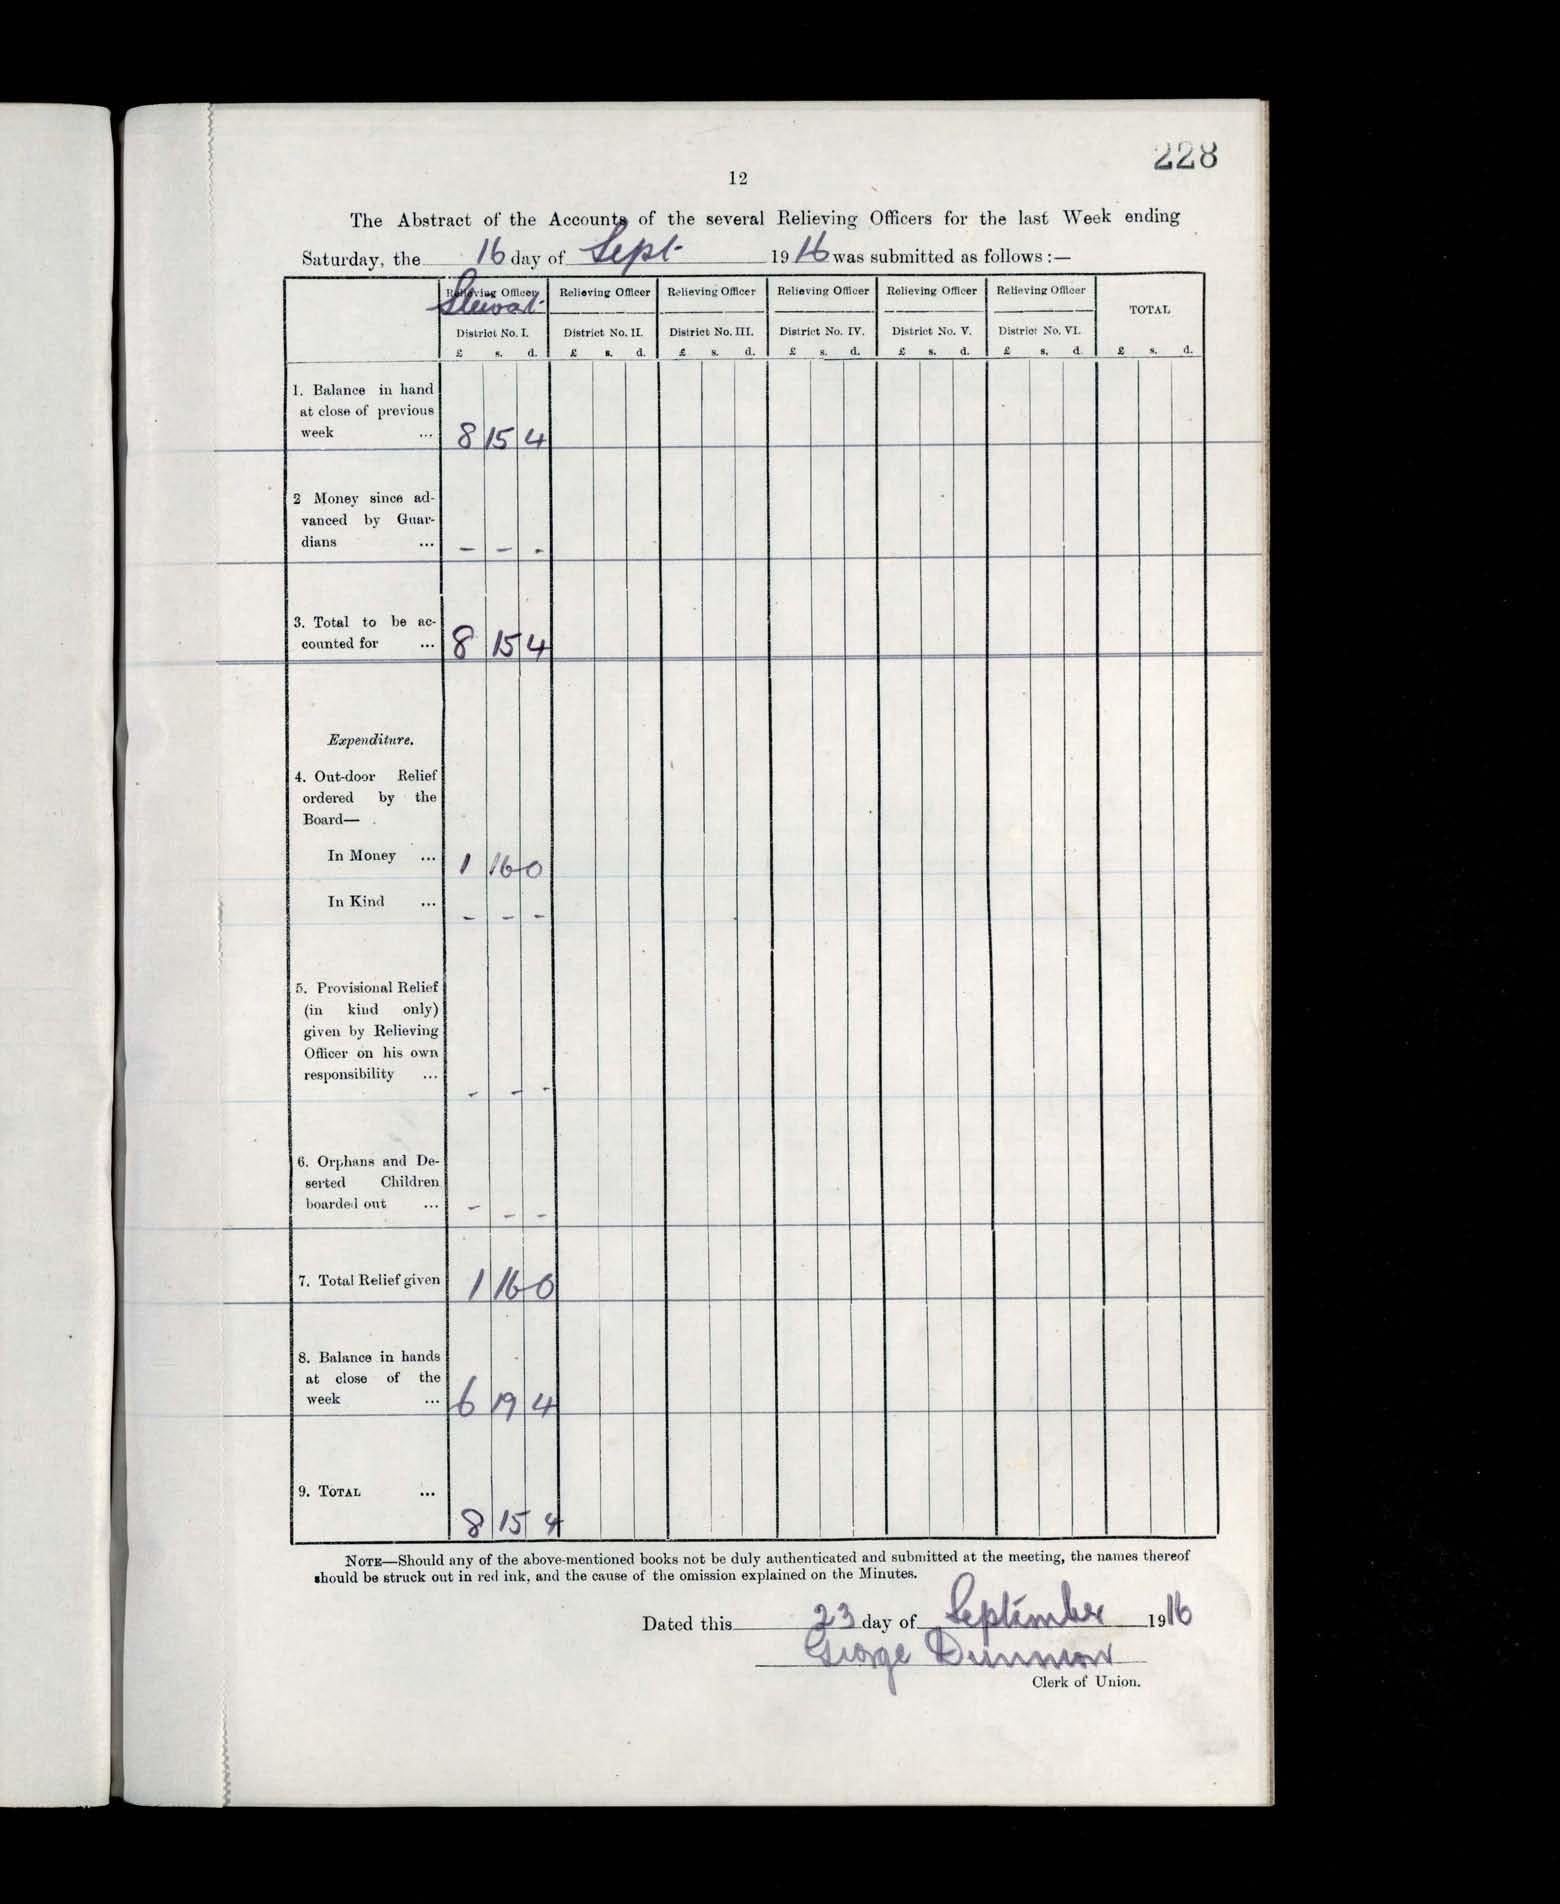 228
12
The Abstract of the Accounts of the several Relieving Officers for the last Week ending
Saturday, the 16 day of Sept. 1916 was submitted as follows :—
Relieving Officer Relieving Officer Relieving Officer Relieving Officer Relieving Officer Relieving Officer TOTAL
Stewart
District No. I. District No. II. District No. III. District No. IV. District No. V. District No. VI.
£ s. d. £ s. d. £ s. d. £ s. d. £ s. d. £ s. d. £ s. d.
1. Balance in hand
at close of previous
week ... 8 15 4
2 Money since ad-
vanced by Guar-
dians ... – – -
3. Total to be ac-
counted for ... 8 15 4
Expenditure.
4. Out-door Relief
ordered by the
Board—
In Money ... 1 16 0
In Kind ... - - -
5. Provisional Relief
(in kind only)
given by Relieving
Officer on his own
responsibility ... - - -
6. Orphans and De-
serted Children
boarded out ... - - -
7. Total Relief given 1 16 0
8. Balance in hands
at close of the
week ... 6 19 4
9. TOTAL ... 8 15 4
NOTE—Should any of the above-mentioned books not be duly authenticated and submitted at the meeting, the names thereof
should be struck out in red ink, and the cause of the omission explained on the Minutes.
Dated this 23 day of September 1916
George
Clerk of Union.